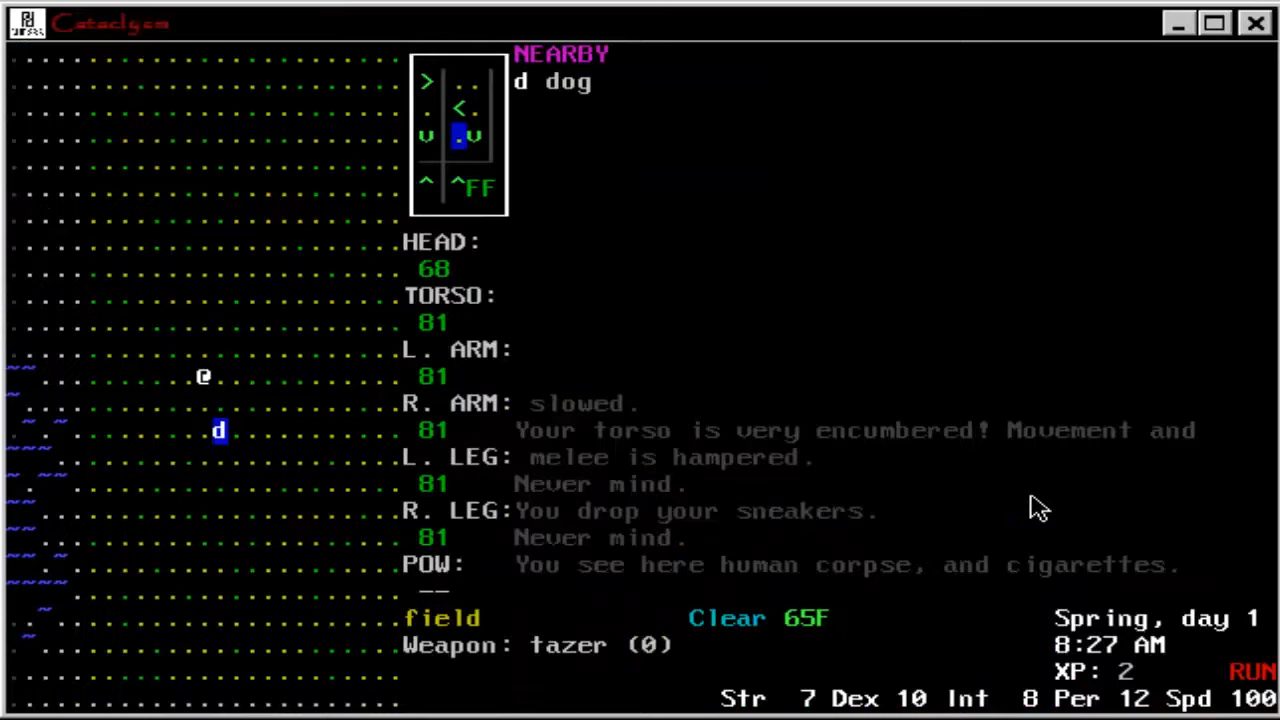 Cataclysm
NEARBY
d dog
> ..
. <.
v .v
^ ^FF
HEAD:
68
TORSO:
81
L. ARM:
@
81
R. ARM: slowed.
d
81 Your torso is very encumbered! Movement and
L. LEG: melee is hampered.
81 Never mind.
R. LEG: You drop your sneakers.
81 Never mind.
POW: You see here human corpse, and cigarettes.
--
field Clear 65F Spring, day 1
Weapon: tazer (0) 8:27 AM
XP: 2 RUN
Str 7 Dex 10 Int 8 Per 12 Spd 100